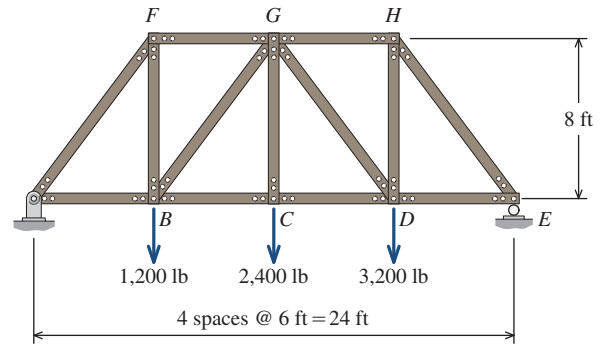 F G H
8 ft
B C D E
1,200 lb 2,400 lb 3,200 lb
4 spaces @ 6 ft = 24 ft